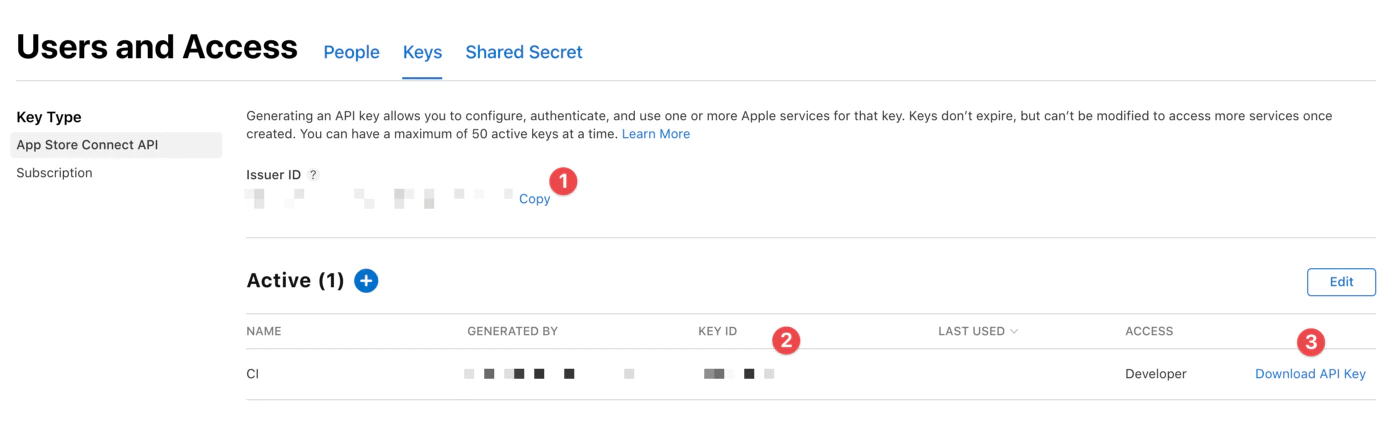 Users and Access People Keys Shared Secret
Key Type
App Store Connect API
Subscription
Generating an API key allows you to configure, authenticate, and use one or more Apple services for that key. Keys don’t expire, but can’t be modified to access more services once
created. You can have a maximum of 50 active keys at a time. Learn More
Issuer ID ?
1
Copy
Active (1) +
Edit
NAME GENERATED BY KEY ID 2 LAST USED ACCESS 3
CI Developer Download API Key